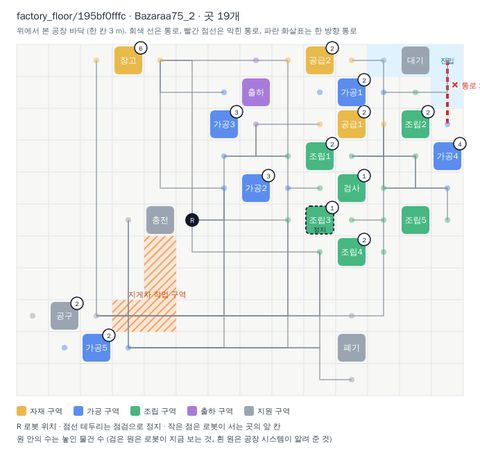 factory_floor/195bf0fffc · Bazaraa75_2 · 곳 19개
위에서 본 공장 바닥 (한 칸 3m). 회색 선은 통로, 빨간 점선은 막힌 통로, 파란 화살표는 한 방향 통로
창고 6
공급2 2
대기
진입
출하
가공1 2
✕ 통로
가공3 3
공급1 2
조립2 2
조립1 2
가공4 4
가공2 3
검사 1
충전
R
조립3 1
정지
조립5
조립4 2
지게차 작업 구역
공구 2
가공5 2
폐기
자재 구역
가공 구역
조립 구역
출하 구역
지원 구역
R 로봇 위치 · 점선 테두리는 점검으로 정지 · 작은 점은 로봇이 서는 곳의 앞 칸
원 안의 수는 놓인 물건 수 (검은 원은 로봇이 지금 보는 것, 흰 원은 공장 시스템이 알려 준 것)